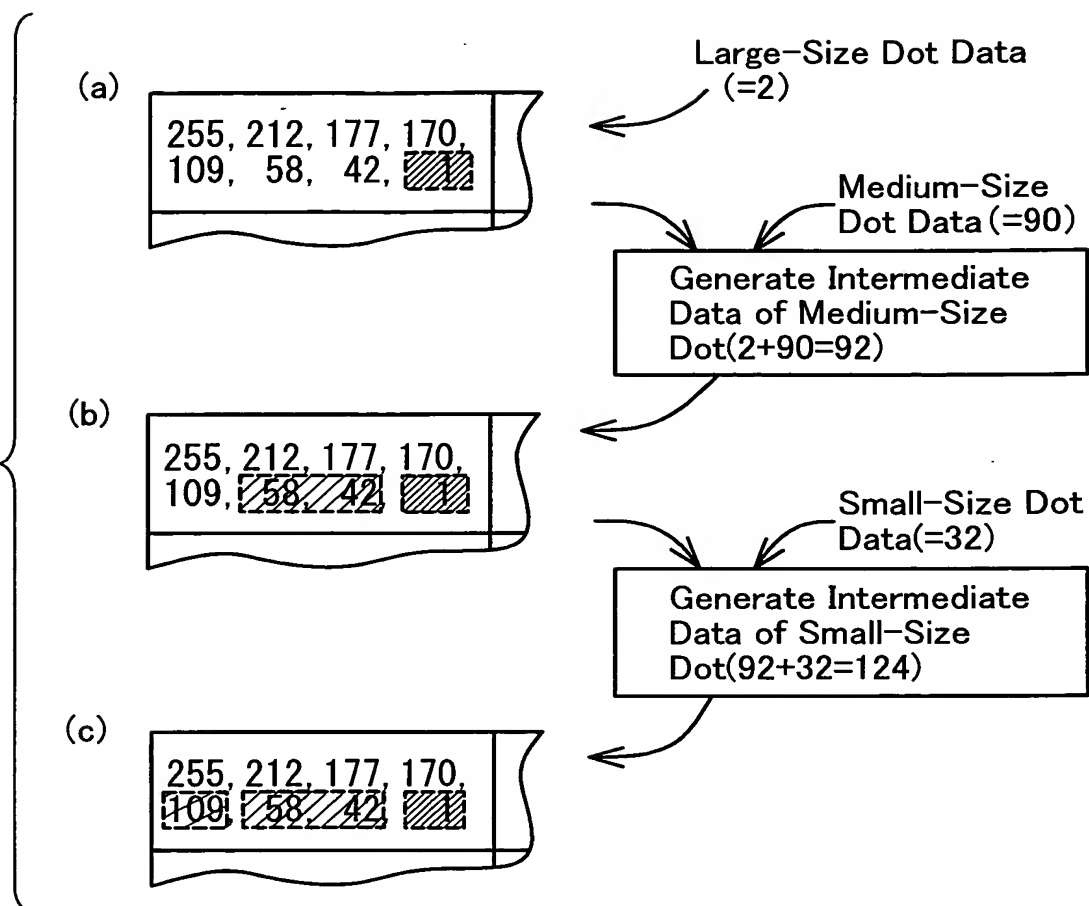 (a)
Large-Size Dot Data
(=2)
255, 212, 177, 170,
109, 58, 42, 1
Medium-Size
Dot Data (=90)
Generate Intermediate
Data of Medium-Size
Dot(2+90=92)
(b)
255, 212, 177, 170,
109, 58, 42, 1
Small-Size Dot
Data(=32)
Generate Intermediate
Data of Small-Size
Dot(92+32=124)
(c)
255, 212, 177, 170,
109, 58, 42, 1